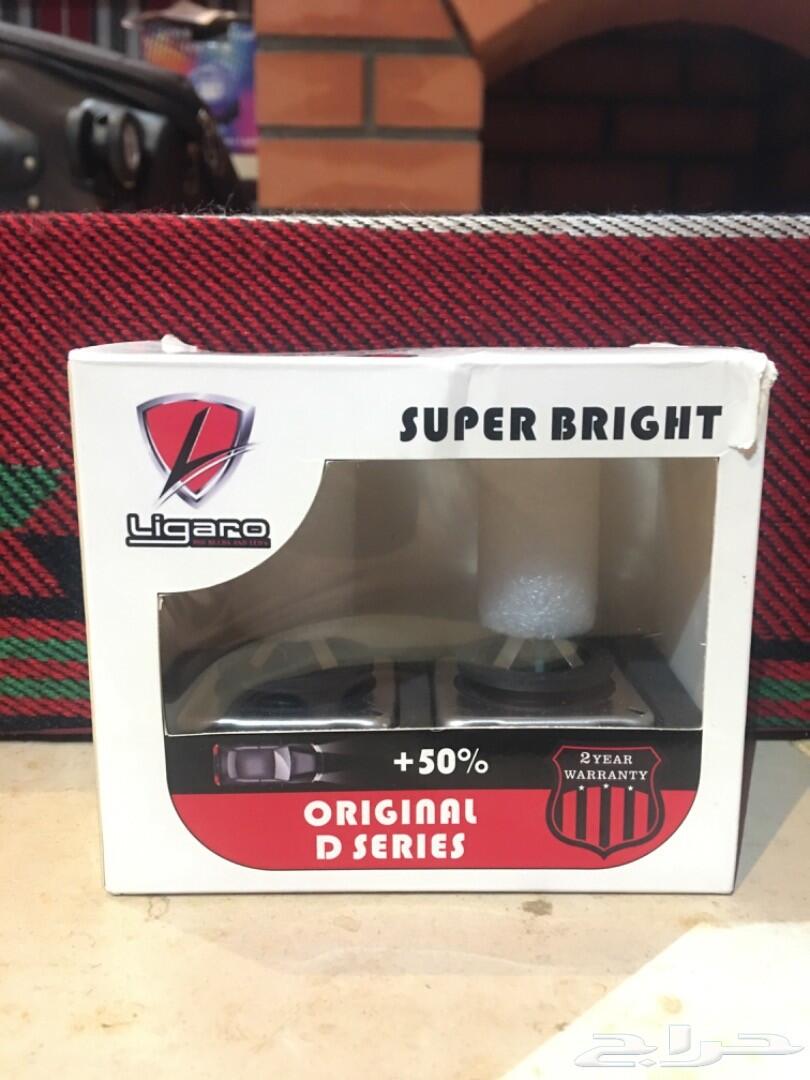 SUPER BRIGHT
Ligaro
+50%
2 YEAR
WARRANTY
ORIGINAL
D SERIES
حراج